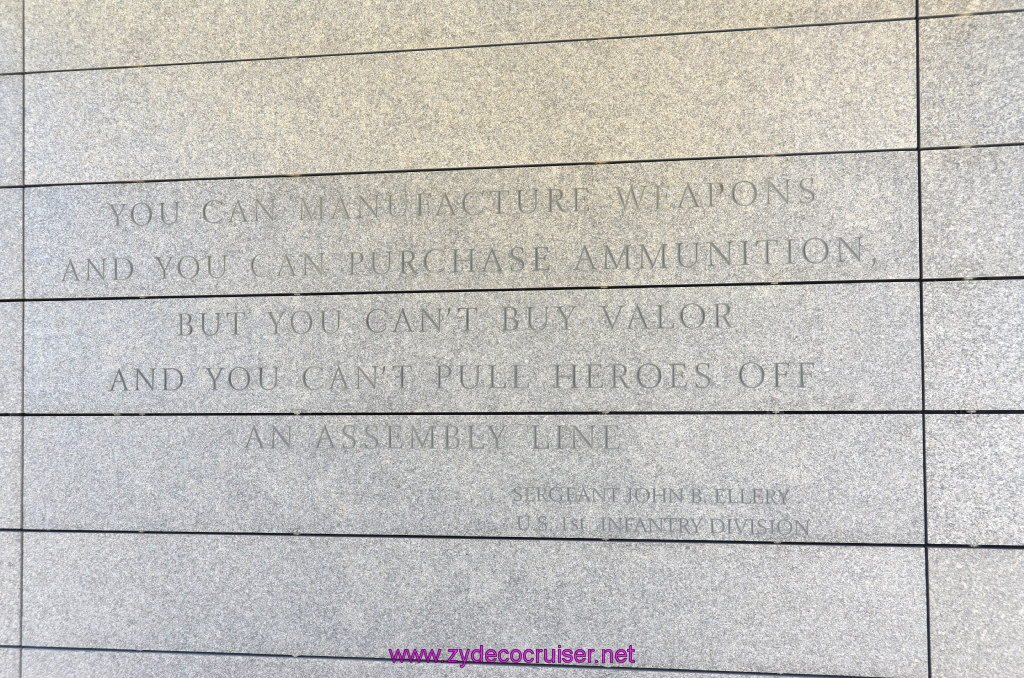 YOU CAN MANUFACTURE WEAPONS
AND YOU CAN PURCHASE AMMUNITION,
BUT YOU CAN'T BUY VALOR
AND YOU CAN'T PULL HEROES OFF
AN ASSEMBLY LINE
SERGEANT JOHN B. ELLERY
U.S. 1st. INFANTRY DIVISION
www.zydecocruiser.net